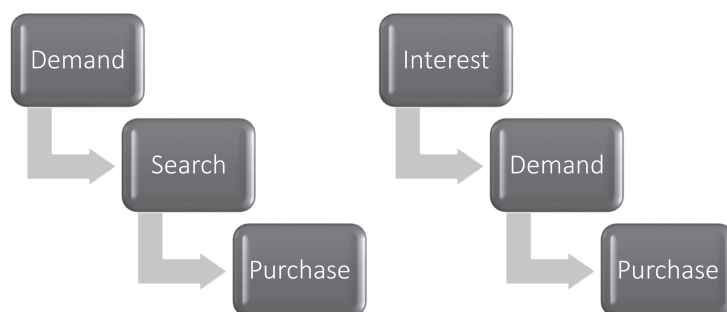 Demand
Search
Purchase
Interest
Demand
Purchase